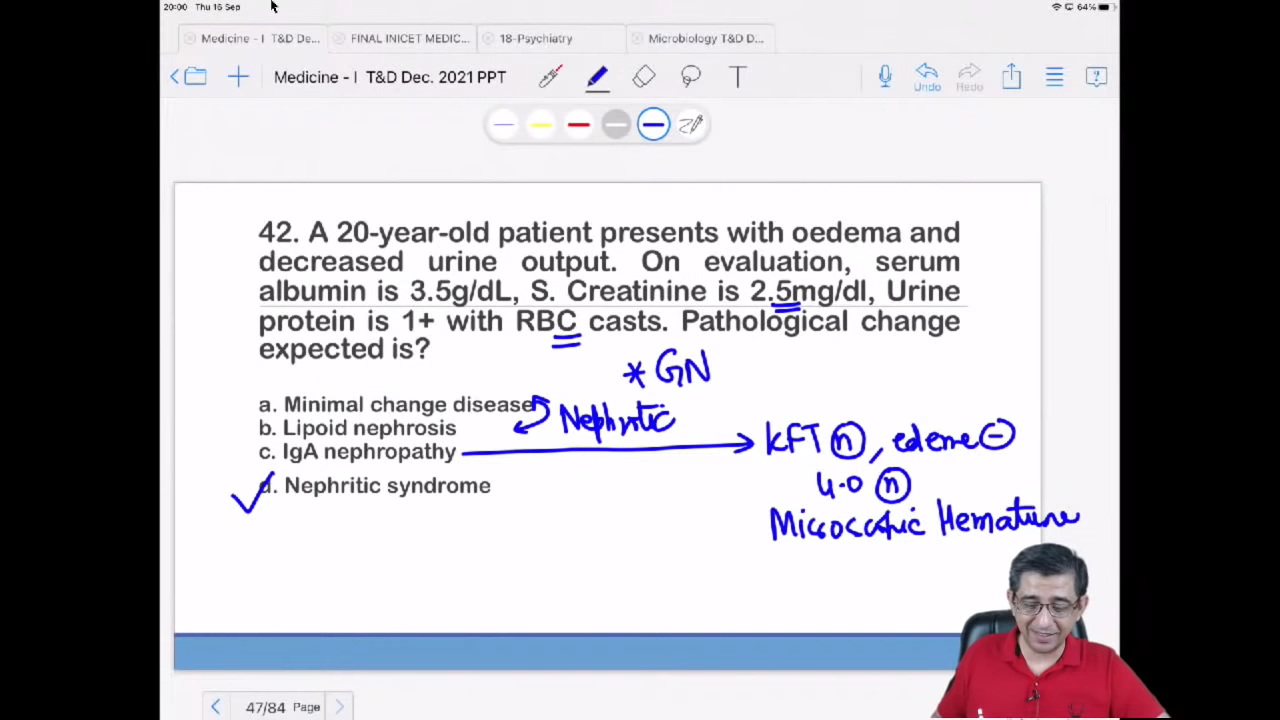 20:00 Thu 16 Sep
64%
Medicine - I T&D De...
FINAL INICET MEDIC...
18-Psychiatry
Microbiology T&D D...
Medicine - I T&D Dec. 2021 PPT
T
Undo
Redo
?
42. A 20-year-old patient presents with oedema and
decreased urine output. On evaluation, serum
albumin is 3.5g/dL, S. Creatinine is 2.5mg/dl, Urine
protein is 1+ with RBC casts. Pathological change
expected is?
* GN
a. Minimal change disease
Nephritic
b. Lipoid nephrosis
c. IgA nephropathy
KFT n, edema -
d. Nephritic syndrome
U.O n
Microscopic Hematuria
47/84 Page